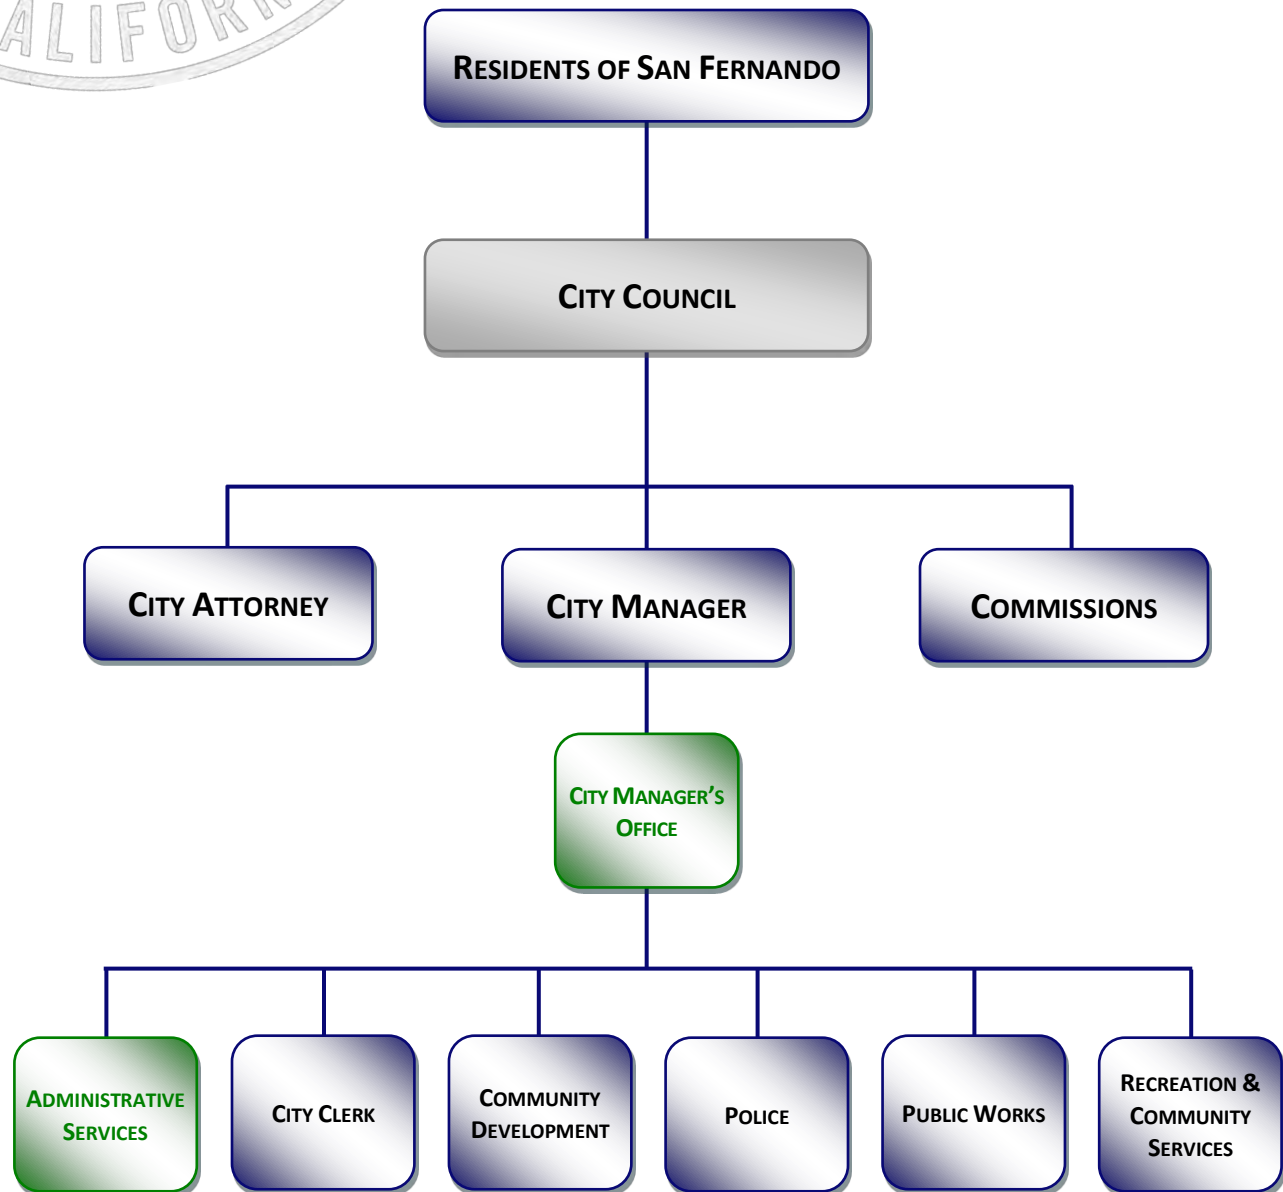 ALIFORN
RESIDENTS OF SAN FERNANDO
CITY COUNCIL
CITY ATTORNEY
CITY MANAGER
COMMISSIONS
CITY MANAGER'S
OFFICE
ADMINISTRATIVE
SERVICES
CITY CLERK
COMMUNITY
DEVELOPMENT
POLICE
PUBLIC WORKS
RECREATION &
COMMUNITY
SERVICES